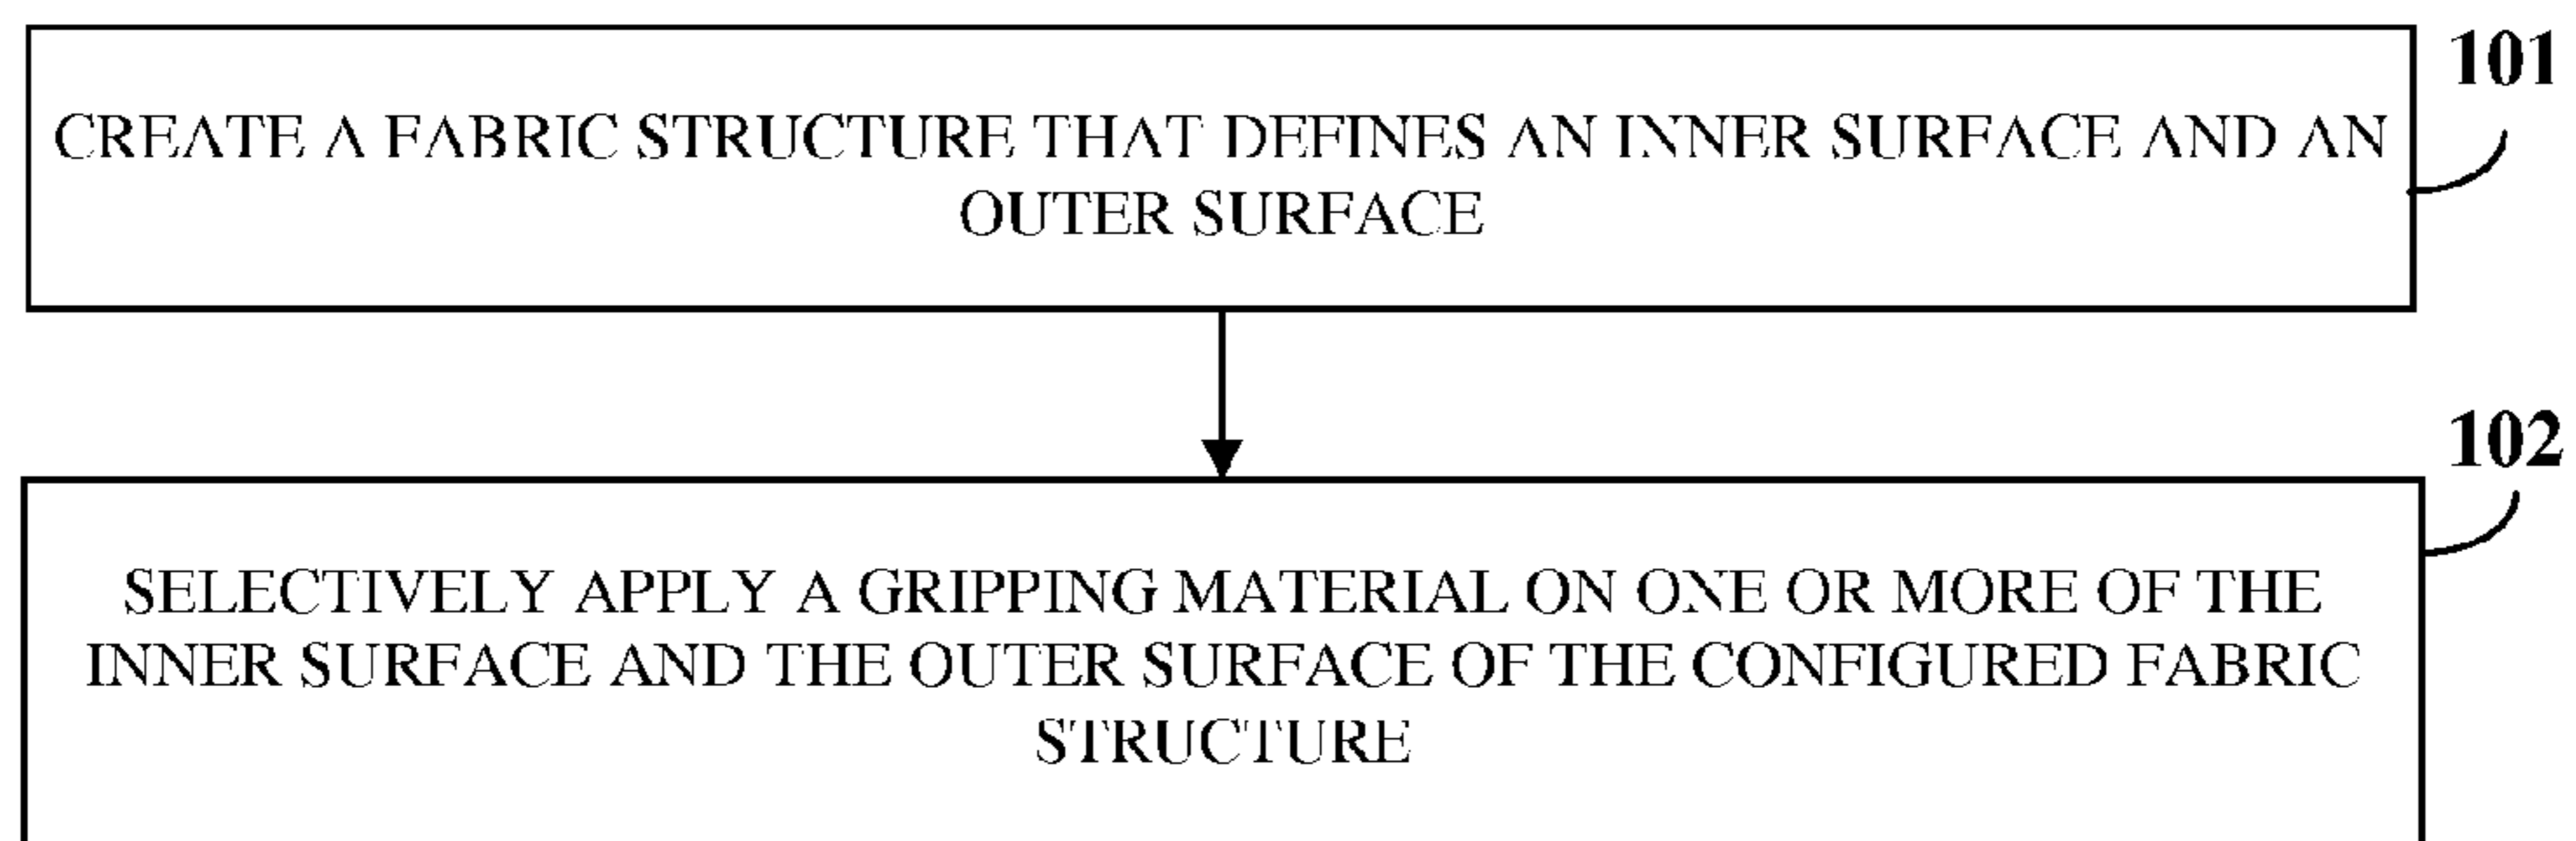 101
CREATE A FABRIC STRUCTURE THAT DEFINES AN INNER SURFACE AND AN
OUTER SURFACE
102
SELECTIVELY APPLY A GRIPPING MATERIAL ON ONE OR MORE OF THE
INNER SURFACE AND THE OUTER SURFACE OF THE CONFIGURED FABRIC
STRUCTURE